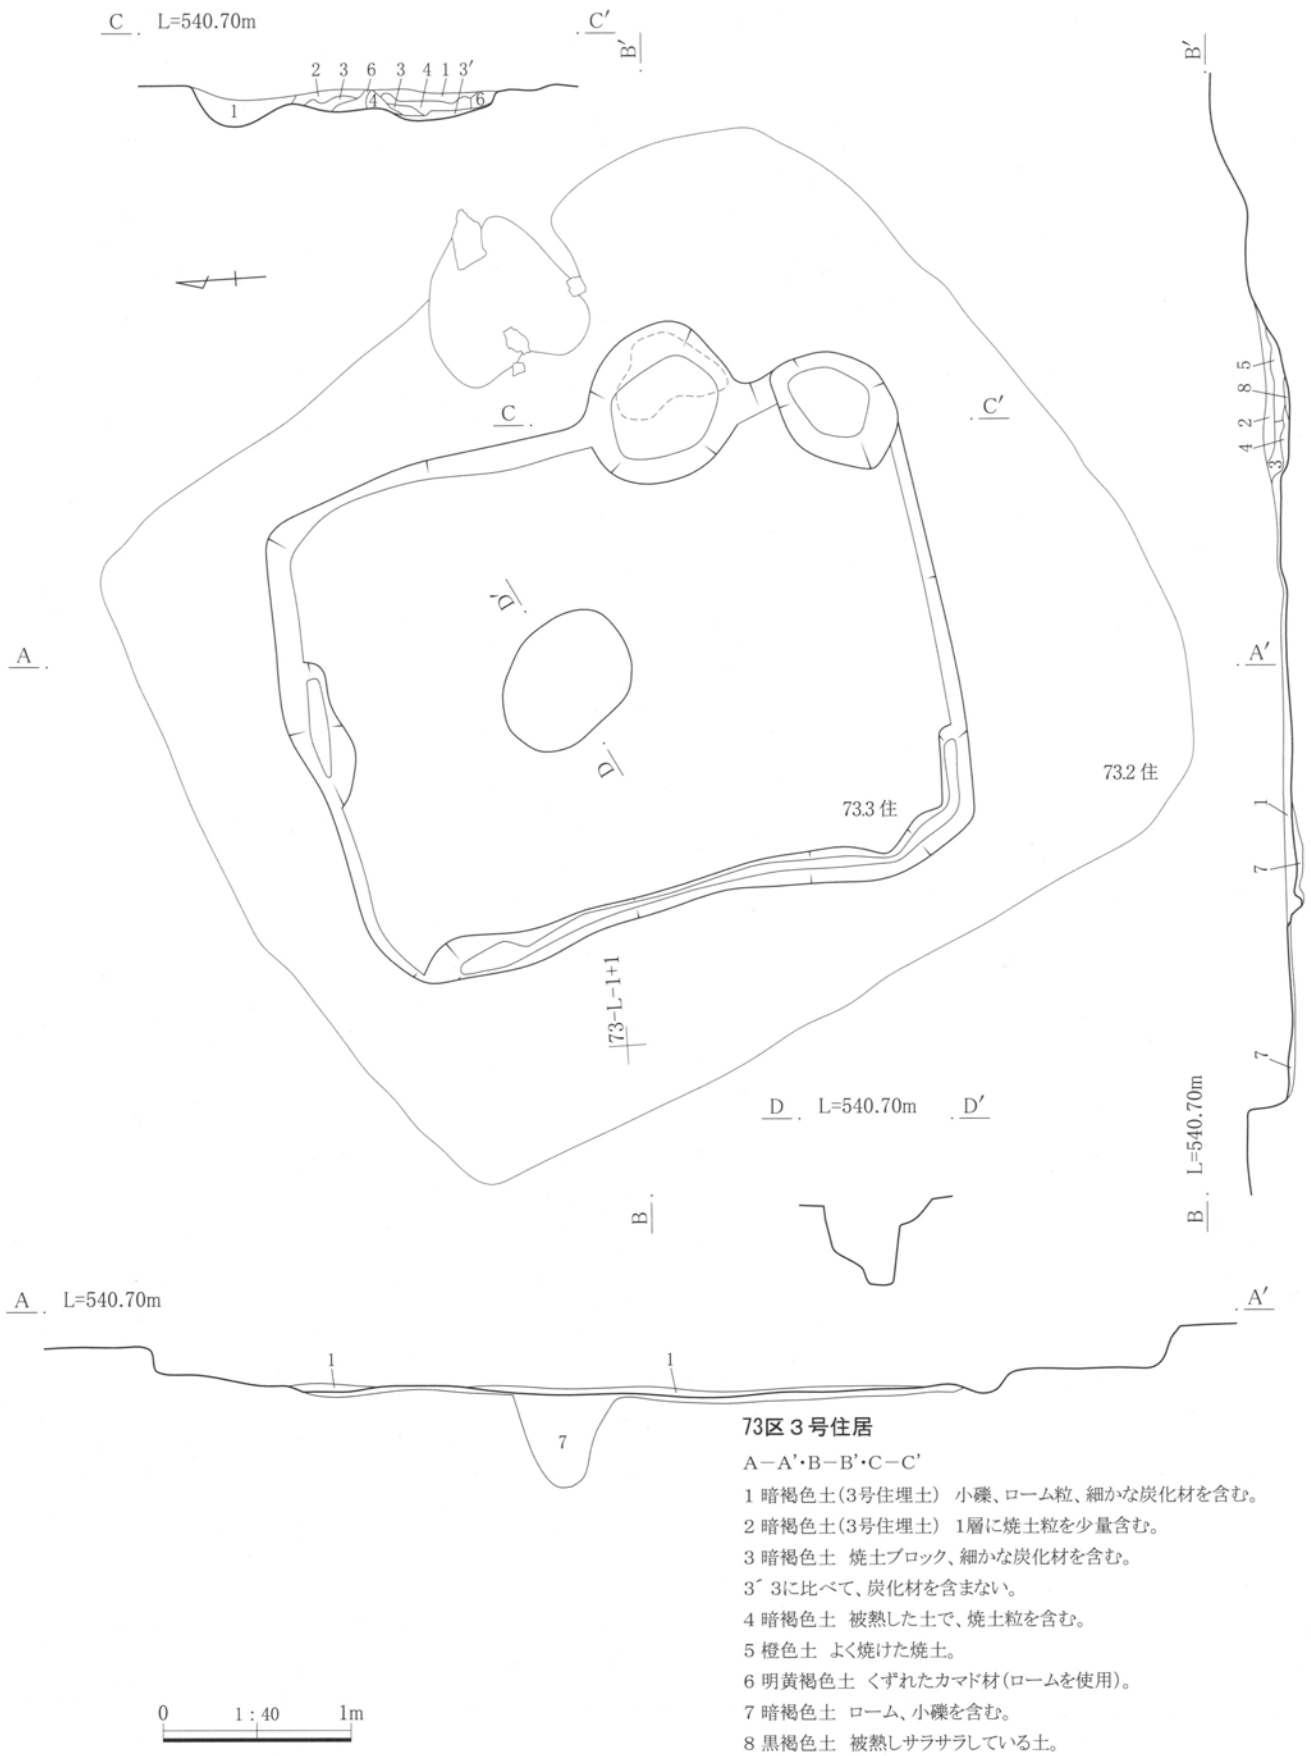 C L=540.70m C′
B′
B′
2 3 6 3 4 1 3′
1 4 6
5
8
2
4
3
C C′
D′
A A′
D
73.2 住
73.3 住
1
7
73-L-1+1
7
D L=540.70m D′
B
B L=540.70m
A L=540.70m A′
1 1
7
73区3号住居
A－A'・B－B'・C－C'
1 暗褐色土(3号住埋土) 小礫、ローム粒、細かな炭化材を含む。
2 暗褐色土(3号住埋土) 1層に焼土粒を少量含む。
3 暗褐色土 焼土ブロック、細かな炭化材を含む。
3´ 3に比べて、炭化材を含まない。
4 暗褐色土 被熱した土で、焼土粒を含む。
5 橙色土 よく焼けた焼土。
6 明黄褐色土 くずれたカマド材(ロームを使用)。
7 暗褐色土 ローム、小礫を含む。
8 黒褐色土 被熱しサラサラしている土。
0 1：40 1m